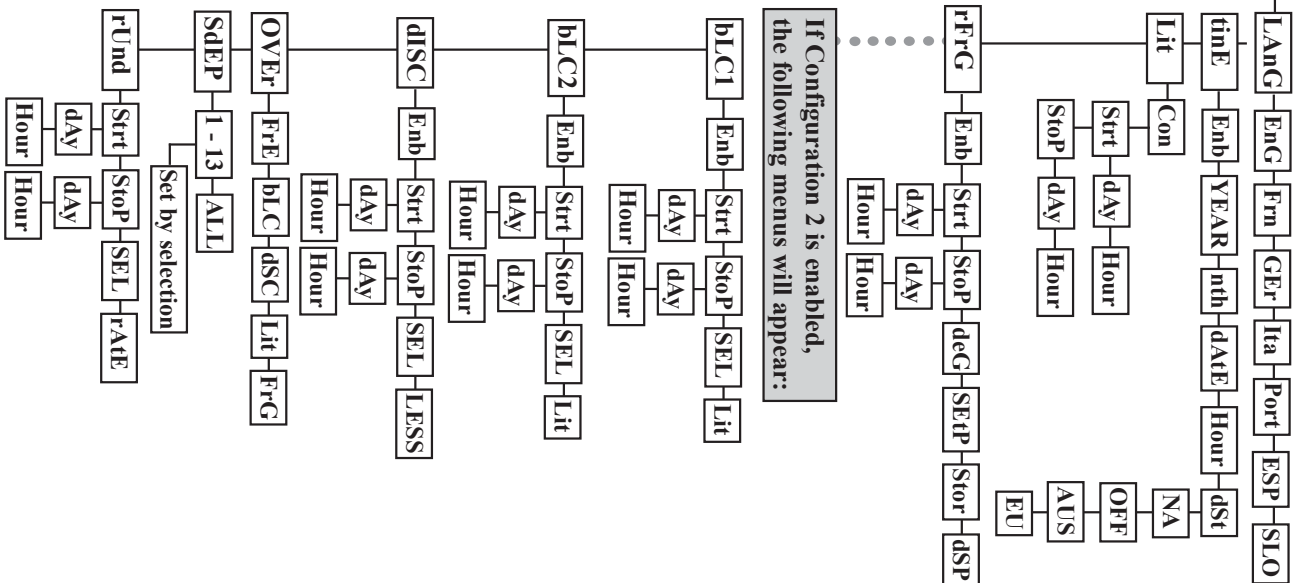 LAnG EnG Frn GEr Ita Port ESP SLO
tinE Enb YEAR nth dAtE Hour dSt
NA
OFF
AUS
EU
Lit Con
Strt dAy Hour
StoP dAy Hour
rFrG Enb Strt StoP deG SEtP Stor dSP
dAy dAy
Hour Hour
If Configuration 2 is enabled,
the following menus will appear:
bLC1 Enb Strt StoP SEL Lit
dAy dAy
Hour Hour
bLC2 Enb Strt StoP SEL Lit
dAy dAy
Hour Hour
dISC Enb Strt StoP SEL LESS
dAy dAy
Hour Hour
OVEr FrE bLC dSC Lit FrG
SdEP 1 - 13 ALL
Set by selection
rUnd Strt StoP SEL rAtE
dAy dAy
Hour Hour